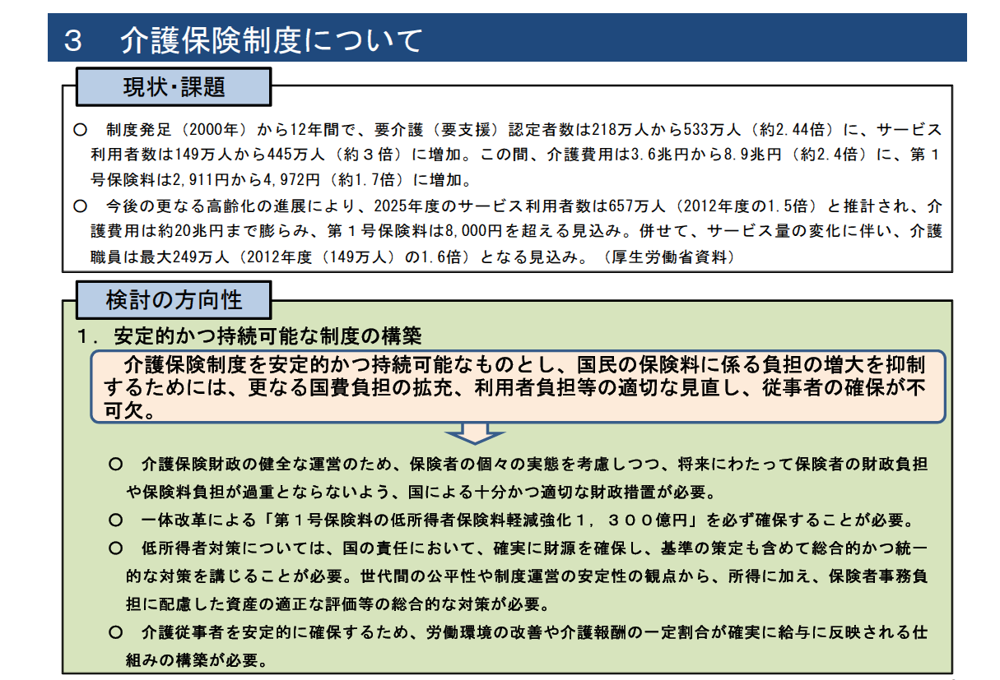 ３　介護保険制度について
現状・課題
○　制度発足（2000年）から12年間で、要介護（要支援）認定者数は218万人から533万人（約2.44倍）に、サービス
利用者数は149万人から445万人（約３倍）に増加。この間、介護費用は3.6兆円から8.9兆円（約2.4倍）に、第１
号保険料は2,911円から4,972円（約1.7倍）に増加。
○　今後の更なる高齢化の進展により、2025年度のサービス利用者数は657万人（2012年度の1.5倍）と推計され、介
護費用は約20兆円まで膨らみ、第１号保険料は8,000円を超える見込み。併せて、サービス量の変化に伴い、介護
職員は最大249万人（2012年度（149万人）の1.6倍）となる見込み。（厚生労働省資料）
検討の方向性
１．安定的かつ持続可能な制度の構築
介護保険制度を安定的かつ持続可能なものとし、国民の保険料に係る負担の増大を抑制
するためには、更なる国費負担の拡充、利用者負担等の適切な見直し、従事者の確保が不
可欠。
○　介護保険財政の健全な運営のため、保険者の個々の実態を考慮しつつ、将来にわたって保険者の財政負担
や保険料負担が過重とならないよう、国による十分かつ適切な財政措置が必要。
○　一体改革による「第１号保険料の低所得者保険料軽減強化１，３００億円」を必ず確保することが必要。
○　低所得者対策については、国の責任において、確実に財源を確保し、基準の策定も含めて総合的かつ統一
的な対策を講じることが必要。世代間の公平性や制度運営の安定性の観点から、所得に加え、保険者事務負
担に配慮した資産の適正な評価等の総合的な対策が必要。
○　介護従事者を安定的に確保するため、労働環境の改善や介護報酬の一定割合が確実に給与に反映される仕
組みの構築が必要。